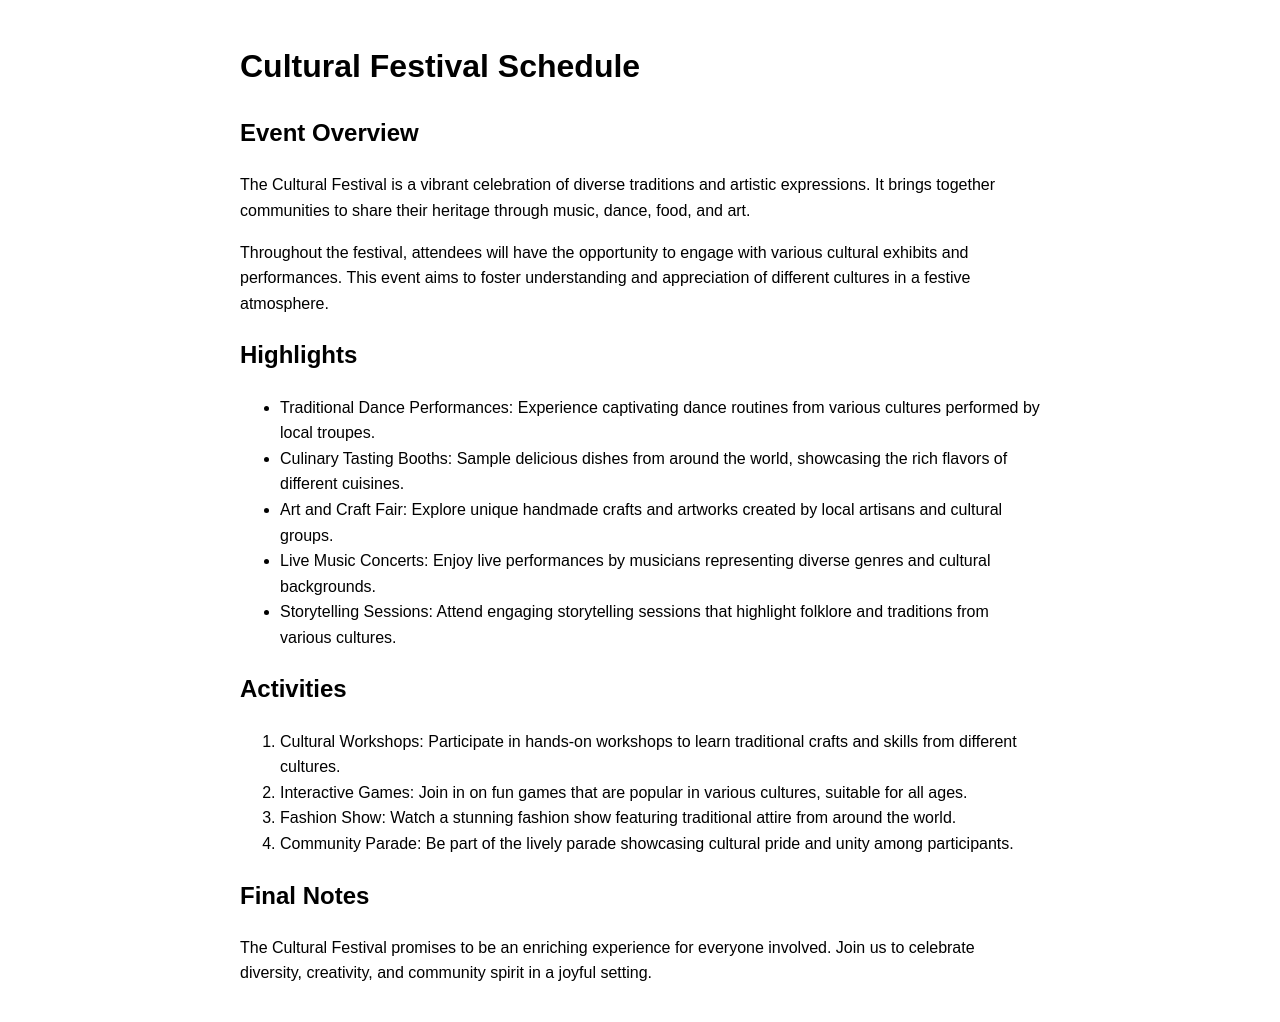 Cultural Festival Schedule
Event Overview
The Cultural Festival is a vibrant celebration of diverse traditions and artistic expressions. It brings together
communities to share their heritage through music, dance, food, and art.
Throughout the festival, attendees will have the opportunity to engage with various cultural exhibits and
performances. This event aims to foster understanding and appreciation of different cultures in a festive
atmosphere.
Highlights
• Traditional Dance Performances: Experience captivating dance routines from various cultures performed by
local troupes.
• Culinary Tasting Booths: Sample delicious dishes from around the world, showcasing the rich flavors of
different cuisines.
• Art and Craft Fair: Explore unique handmade crafts and artworks created by local artisans and cultural
groups.
• Live Music Concerts: Enjoy live performances by musicians representing diverse genres and cultural
backgrounds.
• Storytelling Sessions: Attend engaging storytelling sessions that highlight folklore and traditions from
various cultures.
Activities
1. Cultural Workshops: Participate in hands-on workshops to learn traditional crafts and skills from different
cultures.
2. Interactive Games: Join in on fun games that are popular in various cultures, suitable for all ages.
3. Fashion Show: Watch a stunning fashion show featuring traditional attire from around the world.
4. Community Parade: Be part of the lively parade showcasing cultural pride and unity among participants.
Final Notes
The Cultural Festival promises to be an enriching experience for everyone involved. Join us to celebrate
diversity, creativity, and community spirit in a joyful setting.